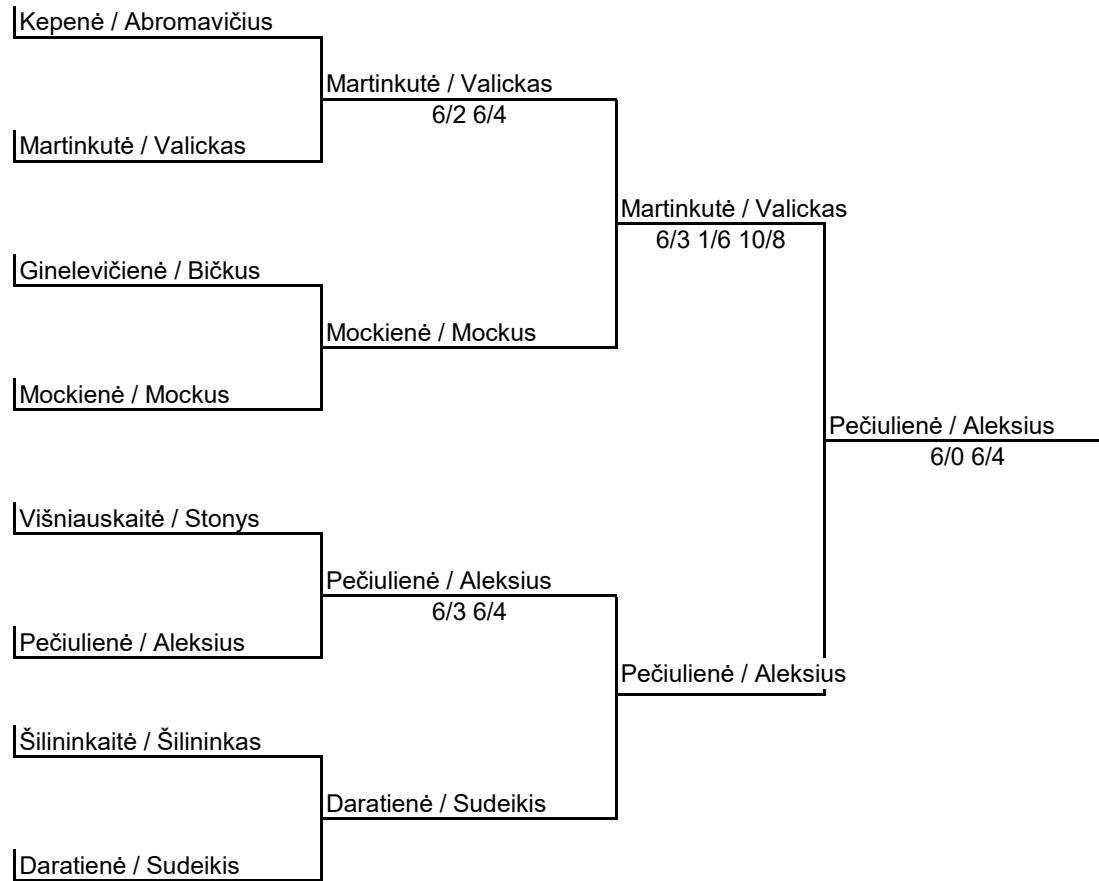 Kepenė / Abromavičius
Martinkutė / Valickas
6/2 6/4
Martinkutė / Valickas
Martinkutė / Valickas
6/3 1/6 10/8
Ginelevičienė / Bičkus
Mockienė / Mockus
Mockienė / Mockus
Pečiulienė / Aleksius
6/0 6/4
Višniauskaitė / Stonys
Pečiulienė / Aleksius
6/3 6/4
Pečiulienė / Aleksius
Pečiulienė / Aleksius
Šilininkaitė / Šilininkas
Daratienė / Sudeikis
Daratienė / Sudeikis